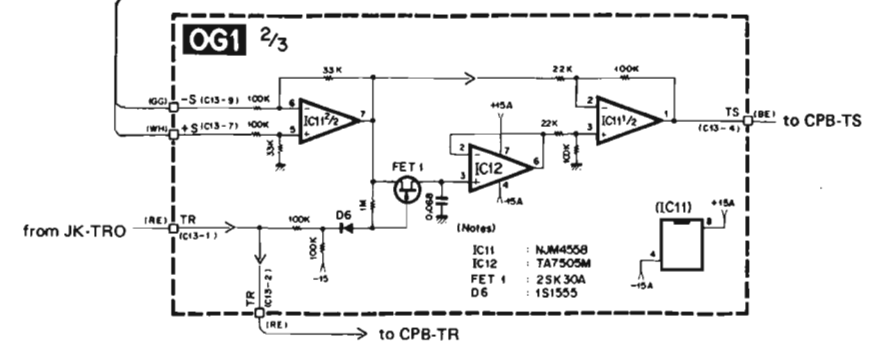 OG1 2/3
33K
22K
100K
(GG) -S (C13-9) 100K
6
7
IC11 2/2
(WH) +S (C13-7) 100K
5
33K
+15A
22K
2
IC11 1/2
1
3
100K
TS (BE) to CPB-TS
(C13-4)
2
7
IC12
6
3
4
-15A
FET 1
1M
0.068
from JK-TRO (RE) TR
(C13-1)
100K
D6
100K
-15
(Notes)
IC11 : NJM4558
IC12 : TA7505M
FET 1 : 2SK30A
D6 : 1S1555
(IC11)
+15A
8
4
-15A
TR
(C13-2)
(RE)
to CPB-TR